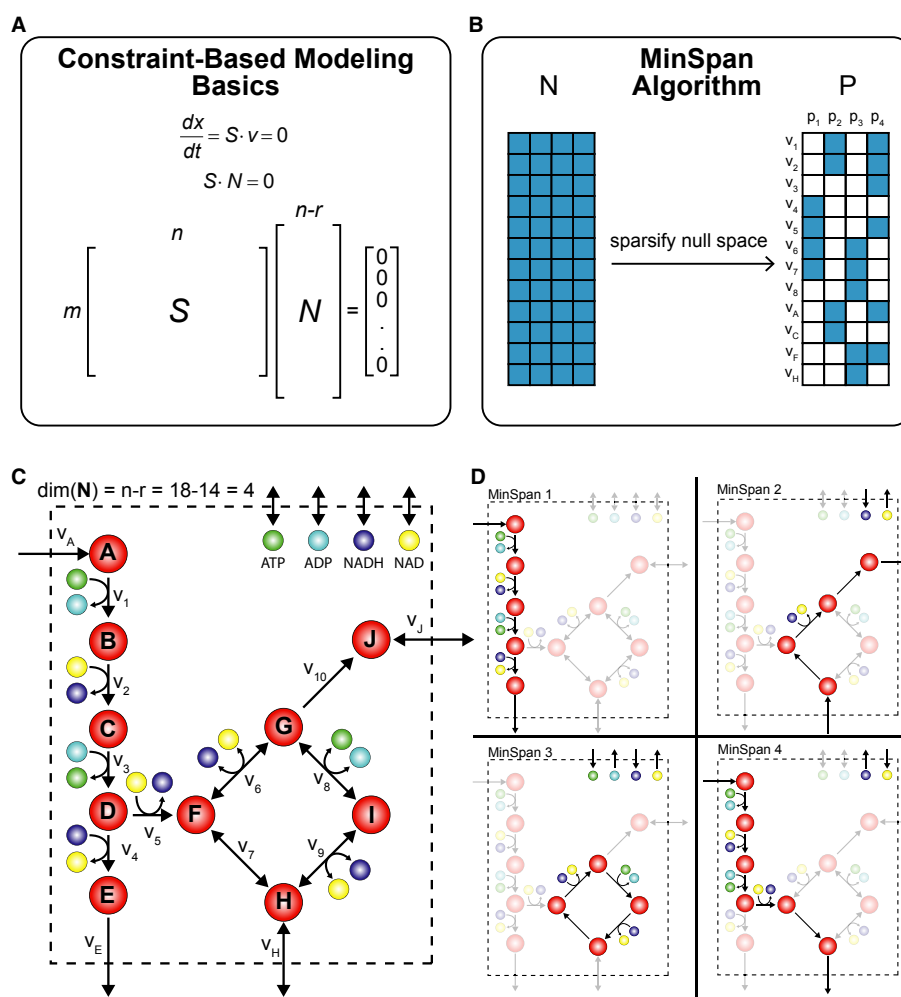 A
Constraint-Based Modeling
Basics
dx
dt
= S · v = 0
S · N = 0
n
n-r
m
S
N
=
0
0
0
.
.
0
B
MinSpan
Algorithm
N
P
p1 p2 p3 p4
v1
v2
v3
v4
v5
v6
v7
v8
vA
vC
vF
vH
sparsify null space
C
dim(N) = n-r = 18-14 = 4
vA
A
ATP ADP NADH NAD
v1
B
J
vJ
v2
v10
C
G
v3
v6
v8
D
F
I
v5
v4
v7
v9
E
H
vE
vH
D
MinSpan 1
MinSpan 2
MinSpan 3
MinSpan 4